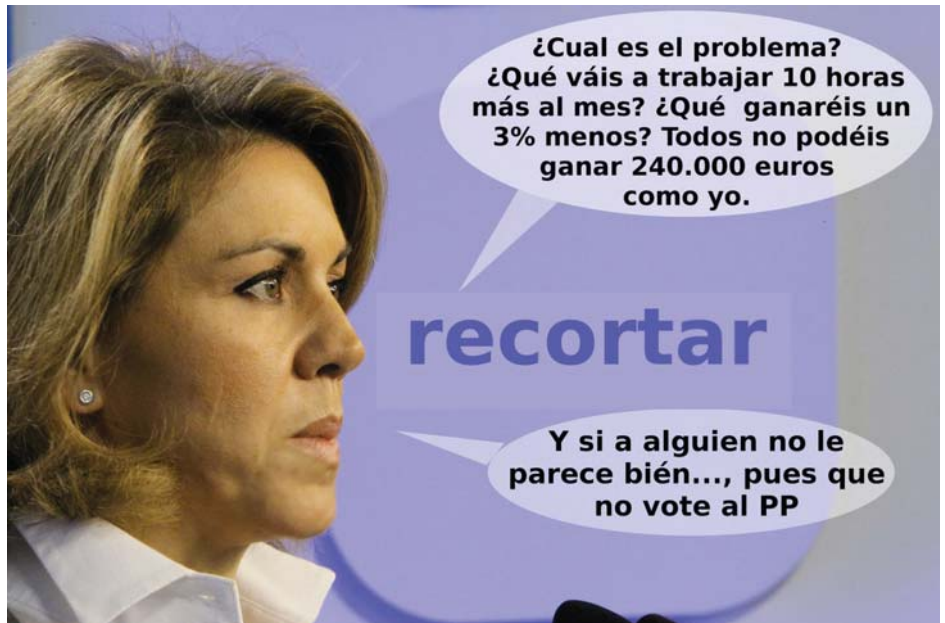 ¿Cual es el problema?
¿Qué váis a trabajar 10 horas
más al mes? ¿Qué ganaréis un
3% menos? Todos no podéis
ganar 240.000 euros
como yo.
recortar
Y si a alguien no le
parece bién..., pues que
no vote al PP